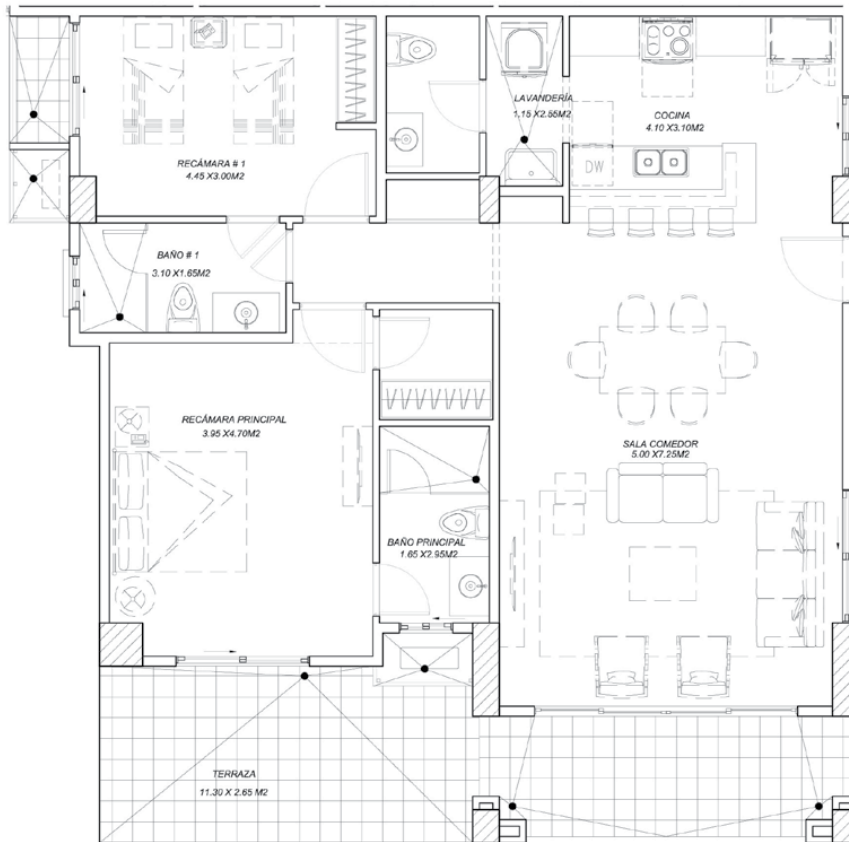 LAVANDERÍA
1.15 X2.55M2
COCINA
4.10 X3.10M2
RECÁMARA # 1
4.45 X3.00M2
DW
BAÑO # 1
3.10 X1.65M2
RECÁMARA PRINCIPAL
3.95 X4.70M2
SALA COMEDOR
5.00 X7.25M2
BAÑO PRINCIPAL
1.65 X2.95M2
TERRAZA
11.30 X 2.65 M2